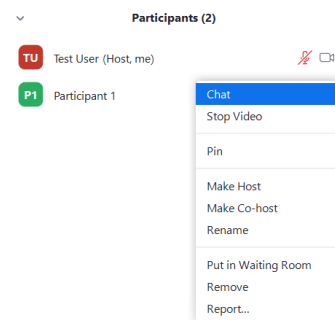 Participants (2)
TU Test User (Host, me)
P1 Participant 1
Chat
Stop Video
Pin
Make Host
Make Co-host
Rename
Put in Waiting Room
Remove
Report...